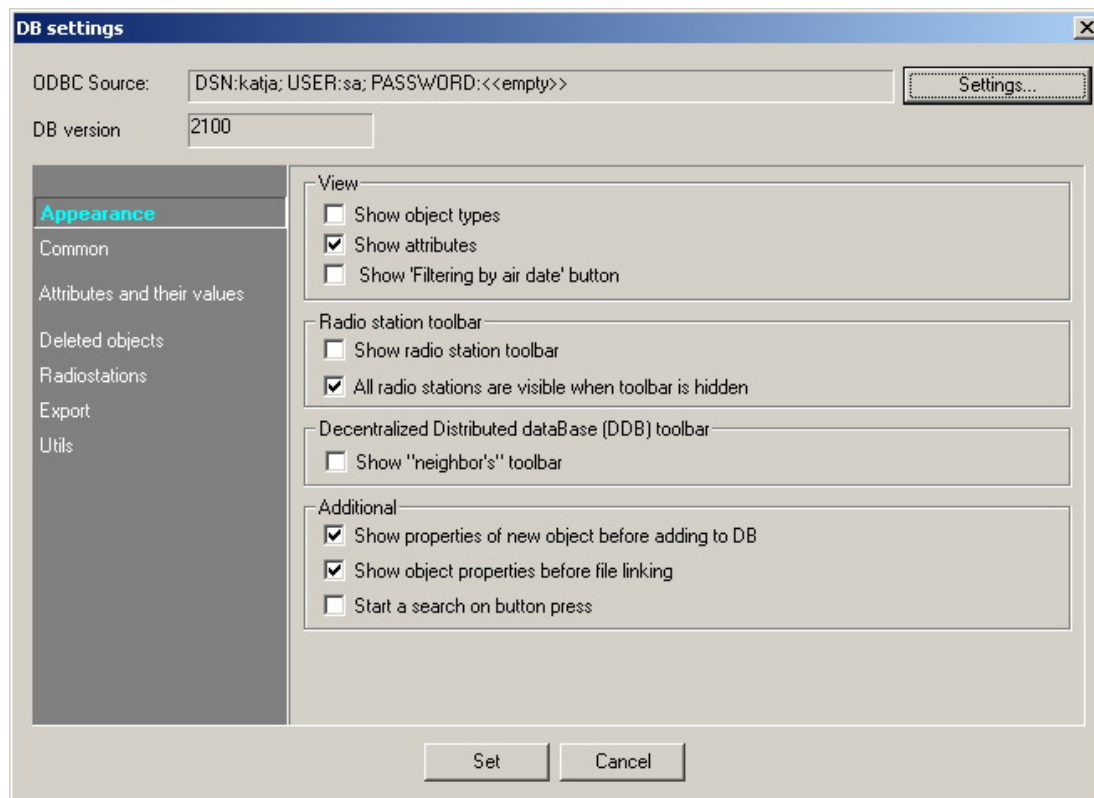 DB settings
ODBC Source: DSN:katja; USER:sa; PASSWORD:<<empty>> Settings...
DB version 2100
Appearance
Common
Attributes and their values
Deleted objects
Radiostations
Export
Utils
View
Show object types
Show attributes
Show 'Filtering by air date' button
Radio station toolbar
Show radio station toolbar
All radio stations are visible when toolbar is hidden
Decentralized Distributed dataBase (DDB) toolbar
Show "neighbor's" toolbar
Additional
Show properties of new object before adding to DB
Show object properties before file linking
Start a search on button press
Set Cancel